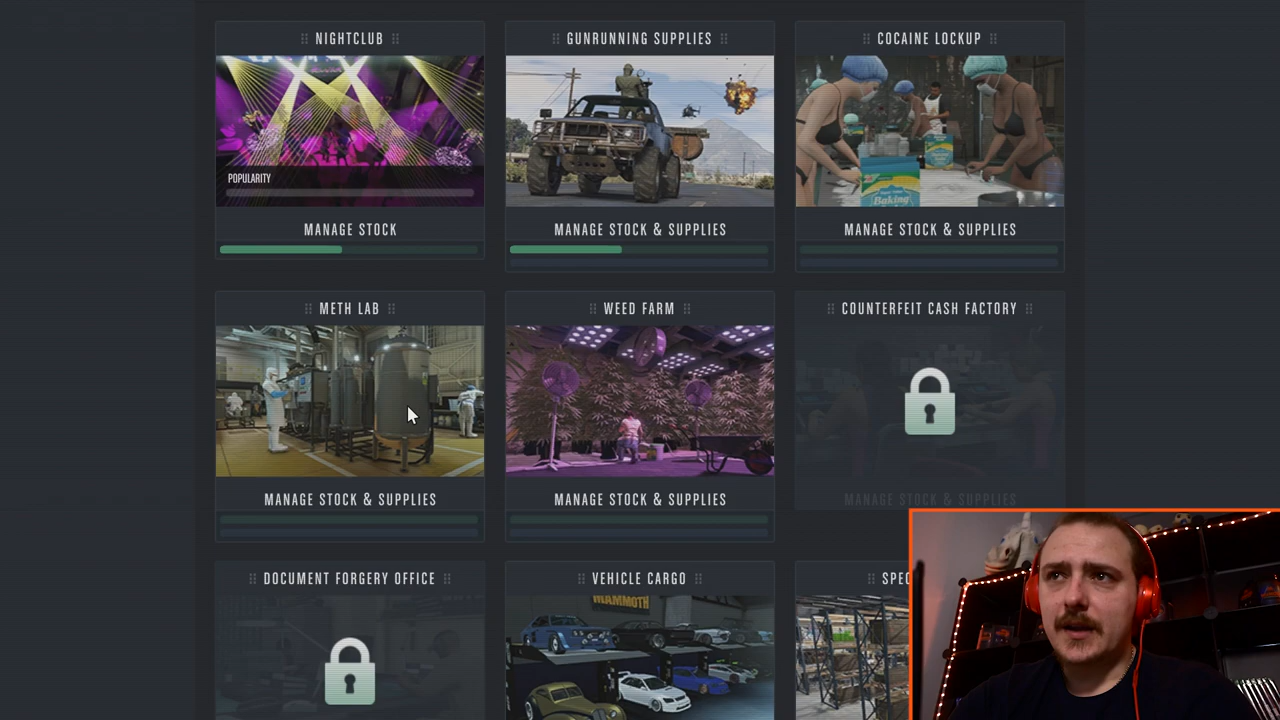 NIGHTCLUB
GUNRUNNING SUPPLIES
COCAINE LOCKUP
POPULARITY
Baking
MANAGE STOCK
MANAGE STOCK & SUPPLIES
MANAGE STOCK & SUPPLIES
METH LAB
WEED FARM
COUNTERFEIT CASH FACTORY
MANAGE STOCK & SUPPLIES
MANAGE STOCK & SUPPLIES
MANAGE STOCK & SUPPLIES
DOCUMENT FORGERY OFFICE
VEHICLE CARGO
SPEC
MAMMOTH